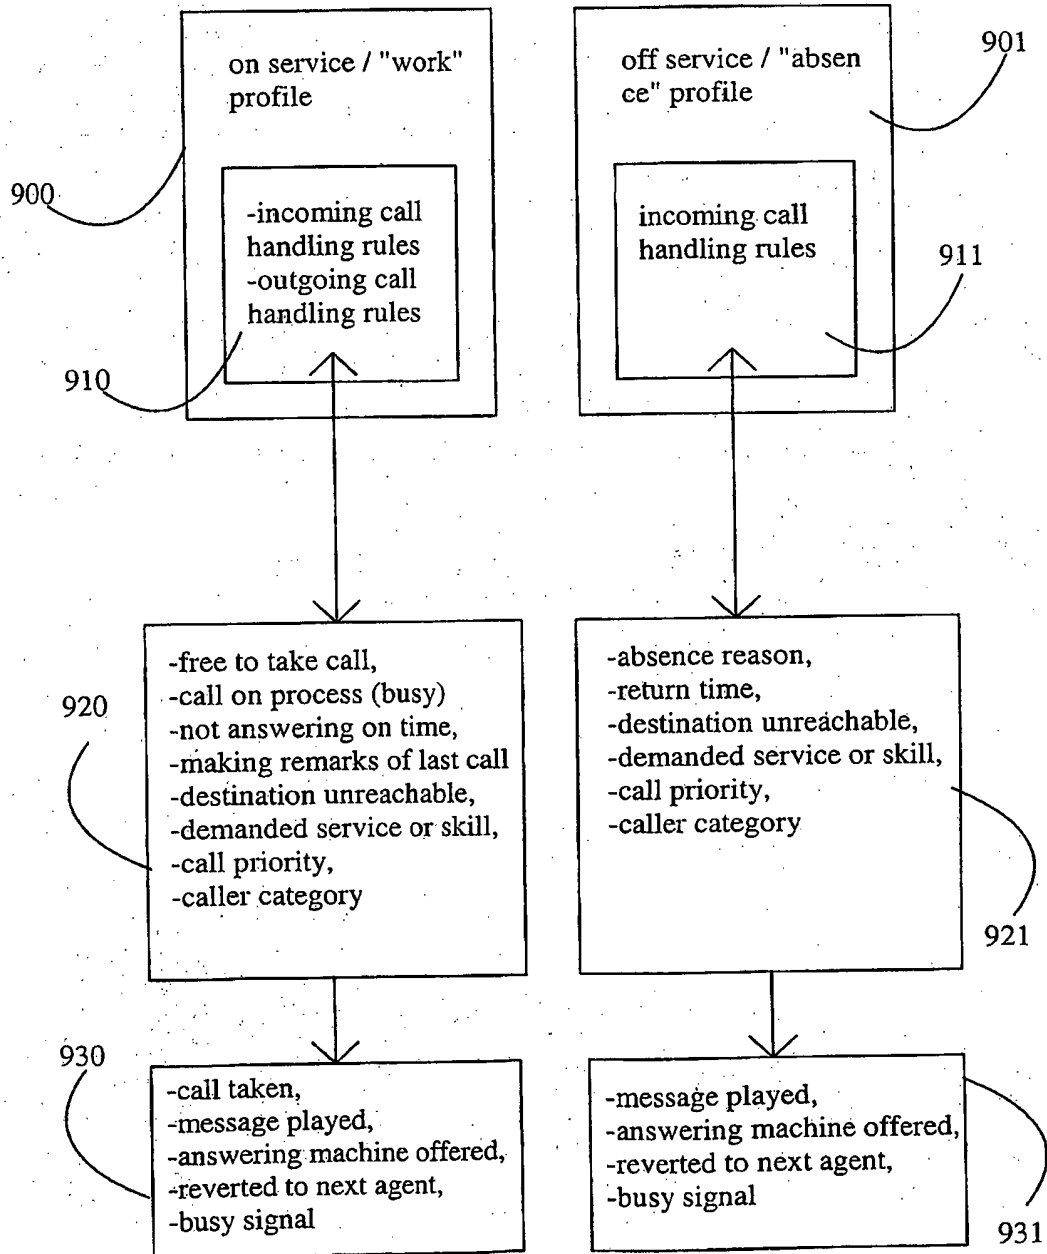 on service / "work"
profile
900
-incoming call
handling rules
-outgoing call
handling rules
910
off service / "absen
ce" profile
901
incoming call
handling rules
911
920
-free to take call,
-call on process (busy)
-not answering on time,
-making remarks of last call
-destination unreachable,
-demanded service or skill,
-call priority,
-caller category
-absence reason,
-return time,
-destination unreachable,
-demanded service or skill,
-call priority,
-caller category
921
930
-call taken,
-message played,
-answering machine offered,
-reverted to next agent,
-busy signal
-message played,
-answering machine offered,
-reverted to next agent,
-busy signal
931